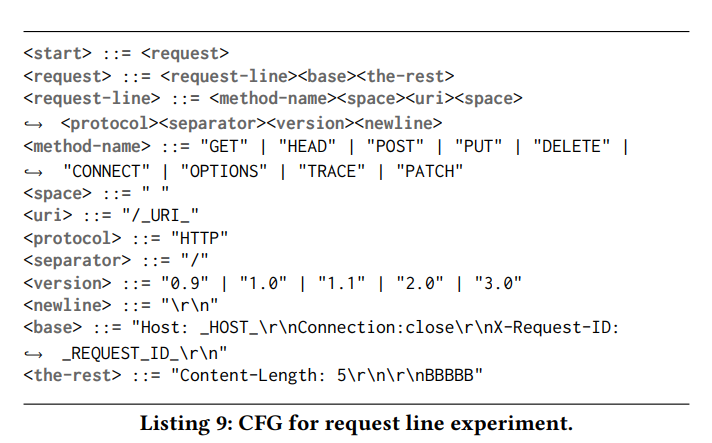 <start> ::= <request>
<request> ::= <request-line><base><the-rest>
<request-line> ::= <method-name><space><uri><space>
↪ <protocol><separator><version><newline>
<method-name> ::= "GET" | "HEAD" | "POST" | "PUT" | "DELETE" |
↪ "CONNECT" | "OPTIONS" | "TRACE" | "PATCH"
<space> ::= " "
<uri> ::= "/_URI_"
<protocol> ::= "HTTP"
<separator> ::= "/"
<version> ::= "0.9" | "1.0" | "1.1" | "2.0" | "3.0"
<newline> ::= "\r\n"
<base> ::= "Host: _HOST_\r\nConnection:close\r\nX-Request-ID:
↪ _REQUEST_ID_\r\n"
<the-rest> ::= "Content-Length: 5\r\n\r\nBBBBB"
Listing 9: CFG for request line experiment.